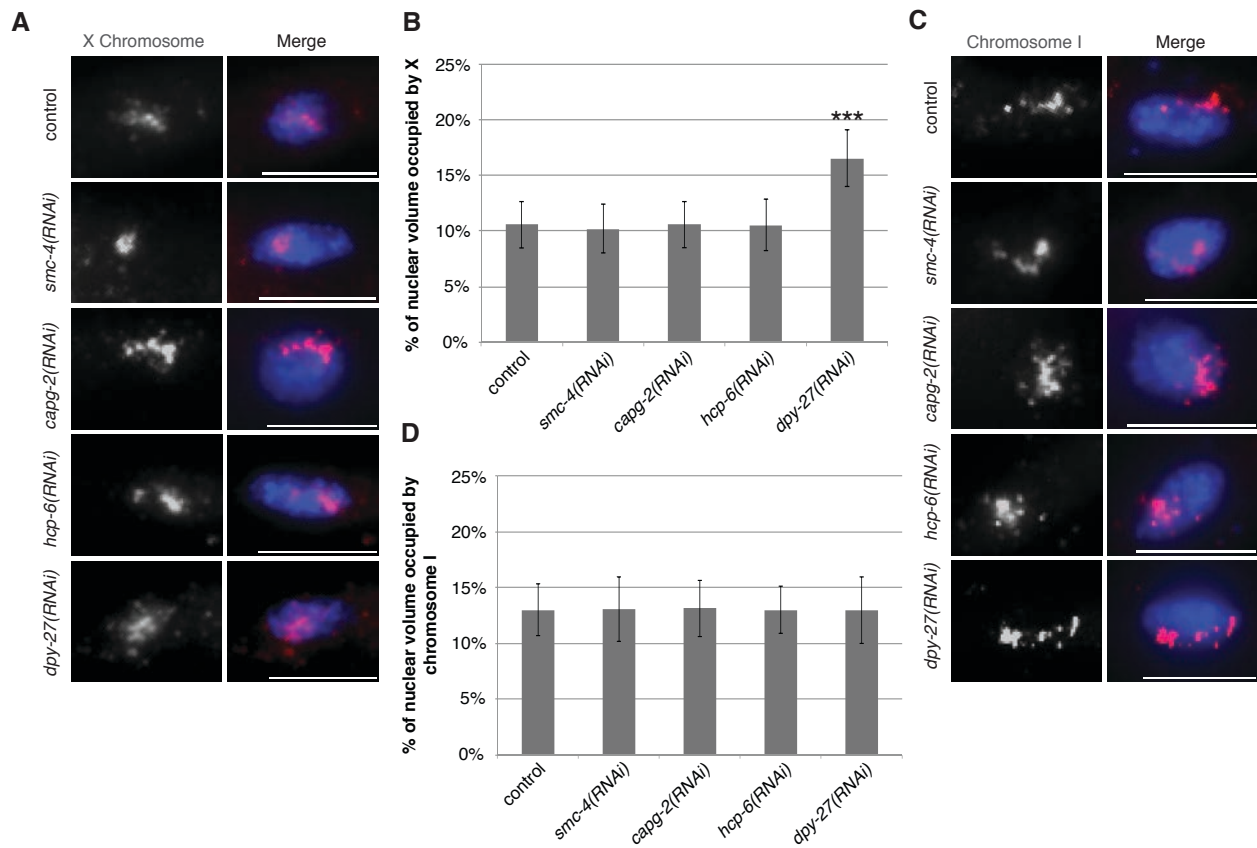 A
X Chromosome
Merge
control
smc-4(RNAi)
capg-2(RNAi)
hcp-6(RNAi)
dpy-27(RNAi)
B
% of nuclear volume occupied by X
25%
20%
15%
10%
5%
0%
***
control
smc-4(RNAi)
capg-2(RNAi)
hcp-6(RNAi)
dpy-27(RNAi)
D
% of nuclear volume occupied by
chromosome I
25%
20%
15%
10%
5%
0%
control
smc-4(RNAi)
capg-2(RNAi)
hcp-6(RNAi)
dpy-27(RNAi)
C
Chromosome I
Merge
control
smc-4(RNAi)
capg-2(RNAi)
hcp-6(RNAi)
dpy-27(RNAi)